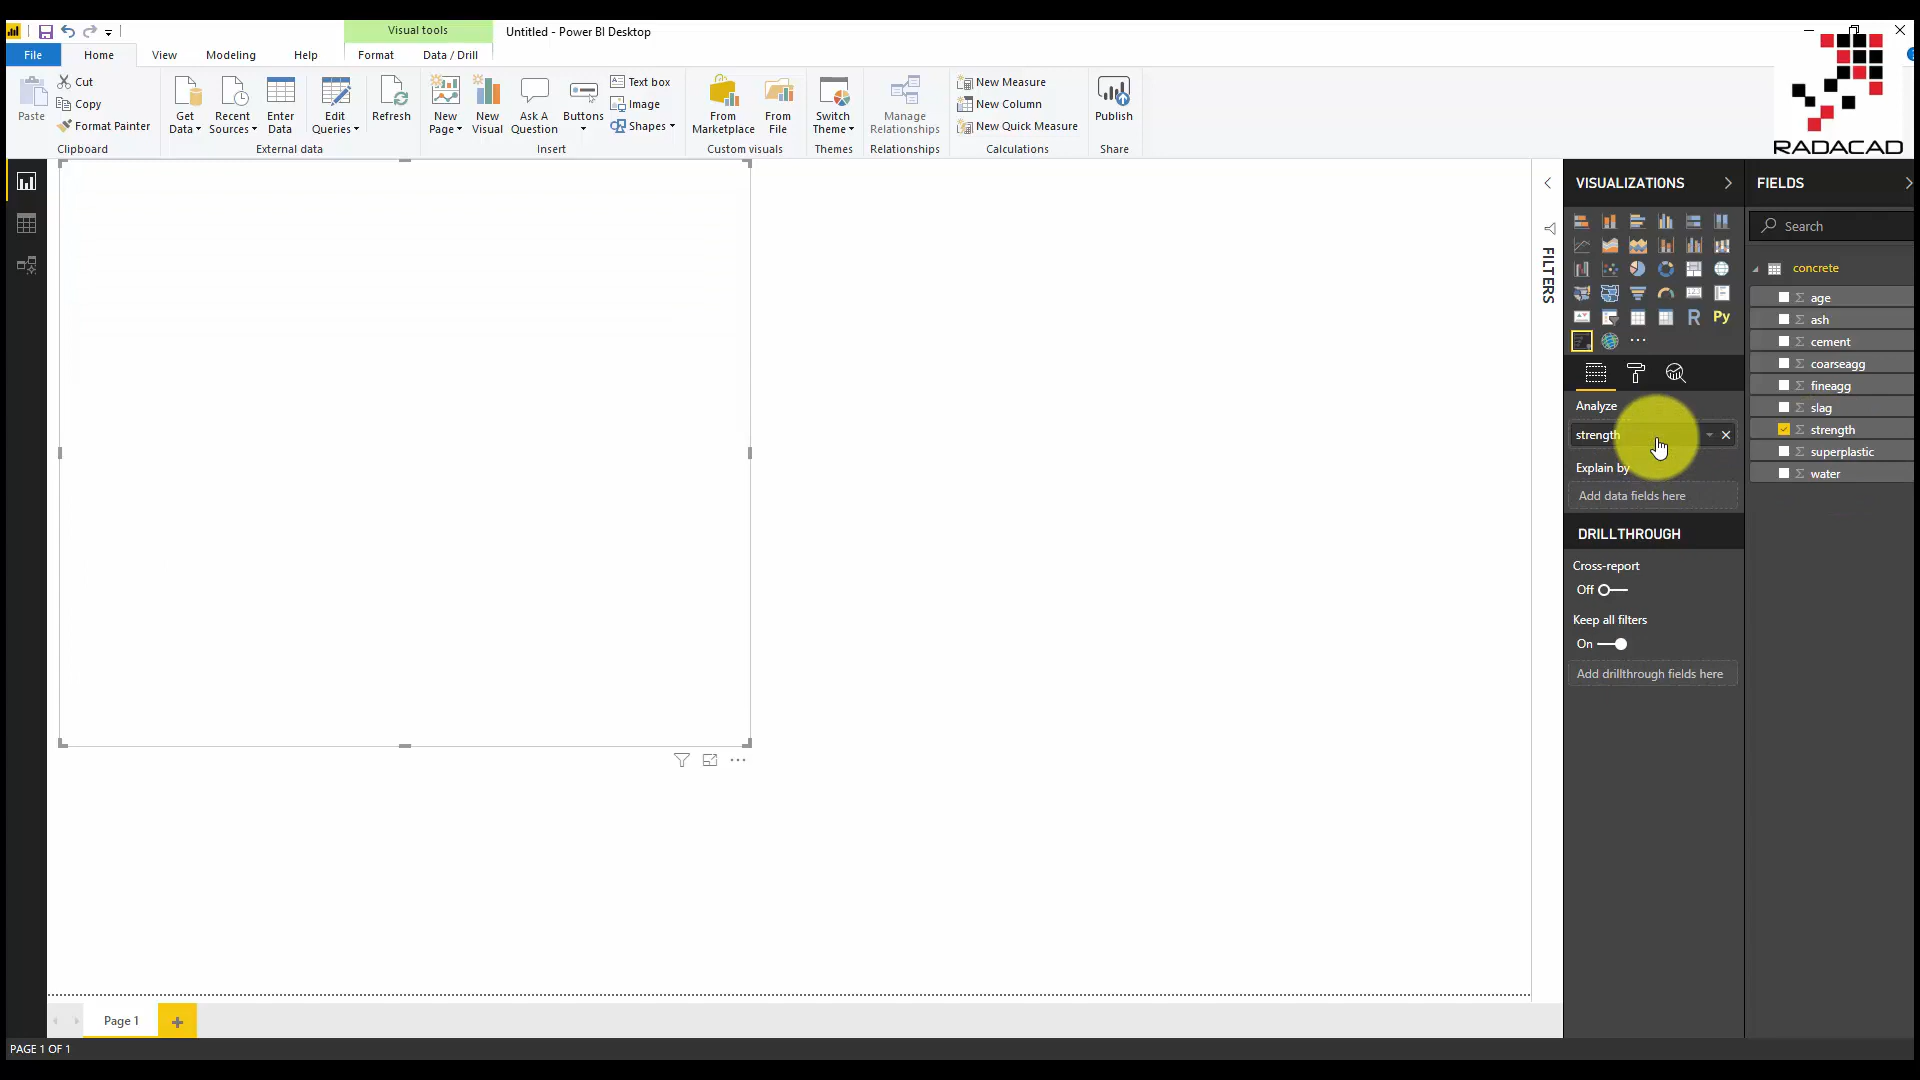 Visual tools
Untitled - Power BI Desktop
File
Home
View
Modeling
Help
Format
Data / Drill
Paste
Cut
Copy
Format Painter
Clipboard
Get Data
Recent Sources
Enter Data
Edit Queries
Refresh
External data
New Page
New Visual
Ask A Question
Buttons
Text box
Image
Shapes
Insert
From Marketplace
From File
Custom visuals
Switch Theme
Themes
Manage Relationships
Relationships
New Measure
New Column
New Quick Measure
Calculations
Publish
Share
RADACAD
FILTERS
VISUALIZATIONS
R
Py
Analyze
strength
Explain by
Add data fields here
DRILLTHROUGH
Cross-report
Off
Keep all filters
On
Add drillthrough fields here
FIELDS
Search
concrete
age
ash
cement
coarseagg
fineagg
slag
strength
superplastic
water
Page 1
PAGE 1 OF 1